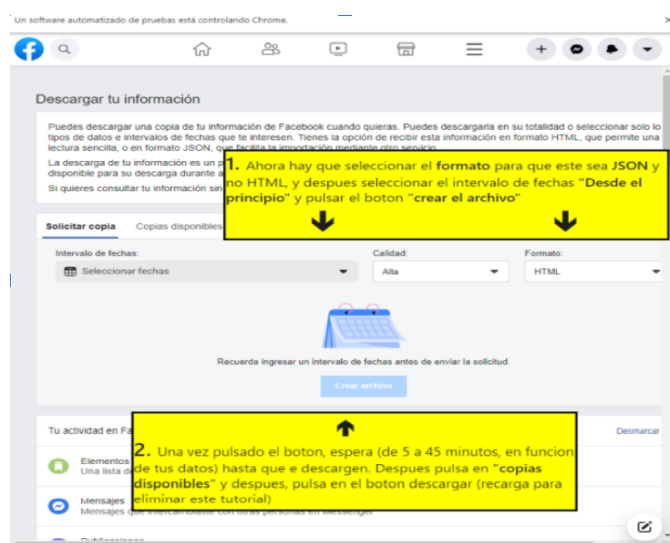 Un software automatizado de pruebas está controlando Chrome.
Descargar tu información
Puedes descargar una copia de tu información de Facebook cuando quieras. Puedes descargarla en su totalidad o seleccionar solo lo
tipos de datos e intervalos de fechas que te interesen. Tienes la opción de recibir esta información en formato HTML, que permite una
lectura sencilla, o en formato JSON, que facilita la importación mediante otro servicio.
La descarga de tu información es un p
disponible para su descarga durante a
Si quieres consultar tu información sin
1. Ahora hay que seleccionar el formato para que este sea JSON y
no HTML, y despues seleccionar el intervalo de fechas "Desde el
principio" y pulsar el boton "crear el archivo"
Solicitar copia Copias disponibles
Intervalo de fechas: Calidad: Formato:
Seleccionar fechas Alta HTML
Recuerda ingresar un intervalo de fechas antes de enviar la solicitud.
Crear archivo
Tu actividad en Fa Desmarcar
2. Una vez pulsado el boton, espera (de 5 a 45 minutos, en funcion
de tus datos) hasta que e descargen. Despues pulsa en "copias
disponibles" y despues, pulsa en el boton descargar (recarga para
eliminar este tutorial)
Elementos
Una lista de
Mensajes
Mensajes que intercambiaste con otras personas en Messenger